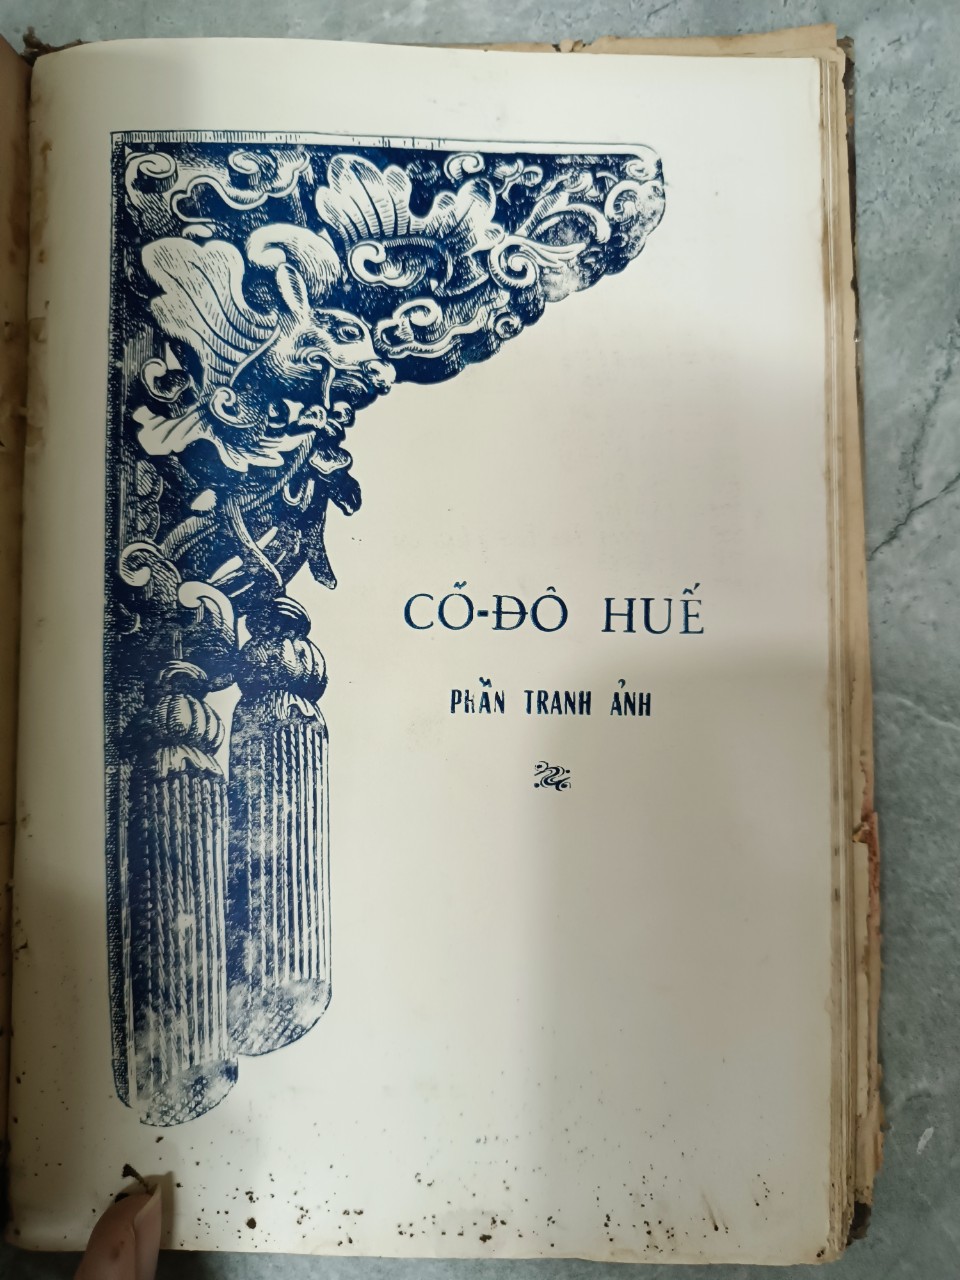 CỐ-ĐÔ HUẾ
PHẦN TRANH ẢNH